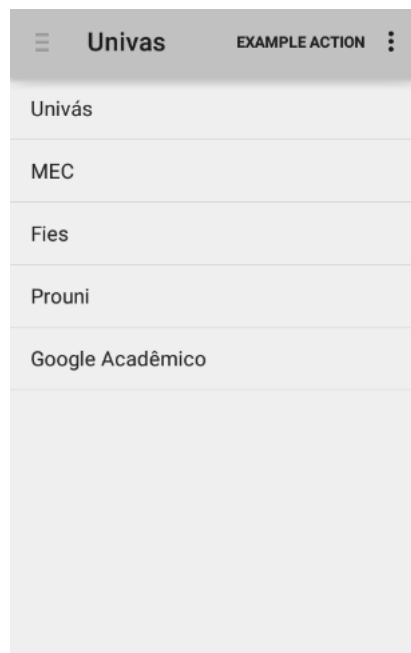 Univas EXAMPLE ACTION
Univás
MEC
Fies
Prouni
Google Acadêmico